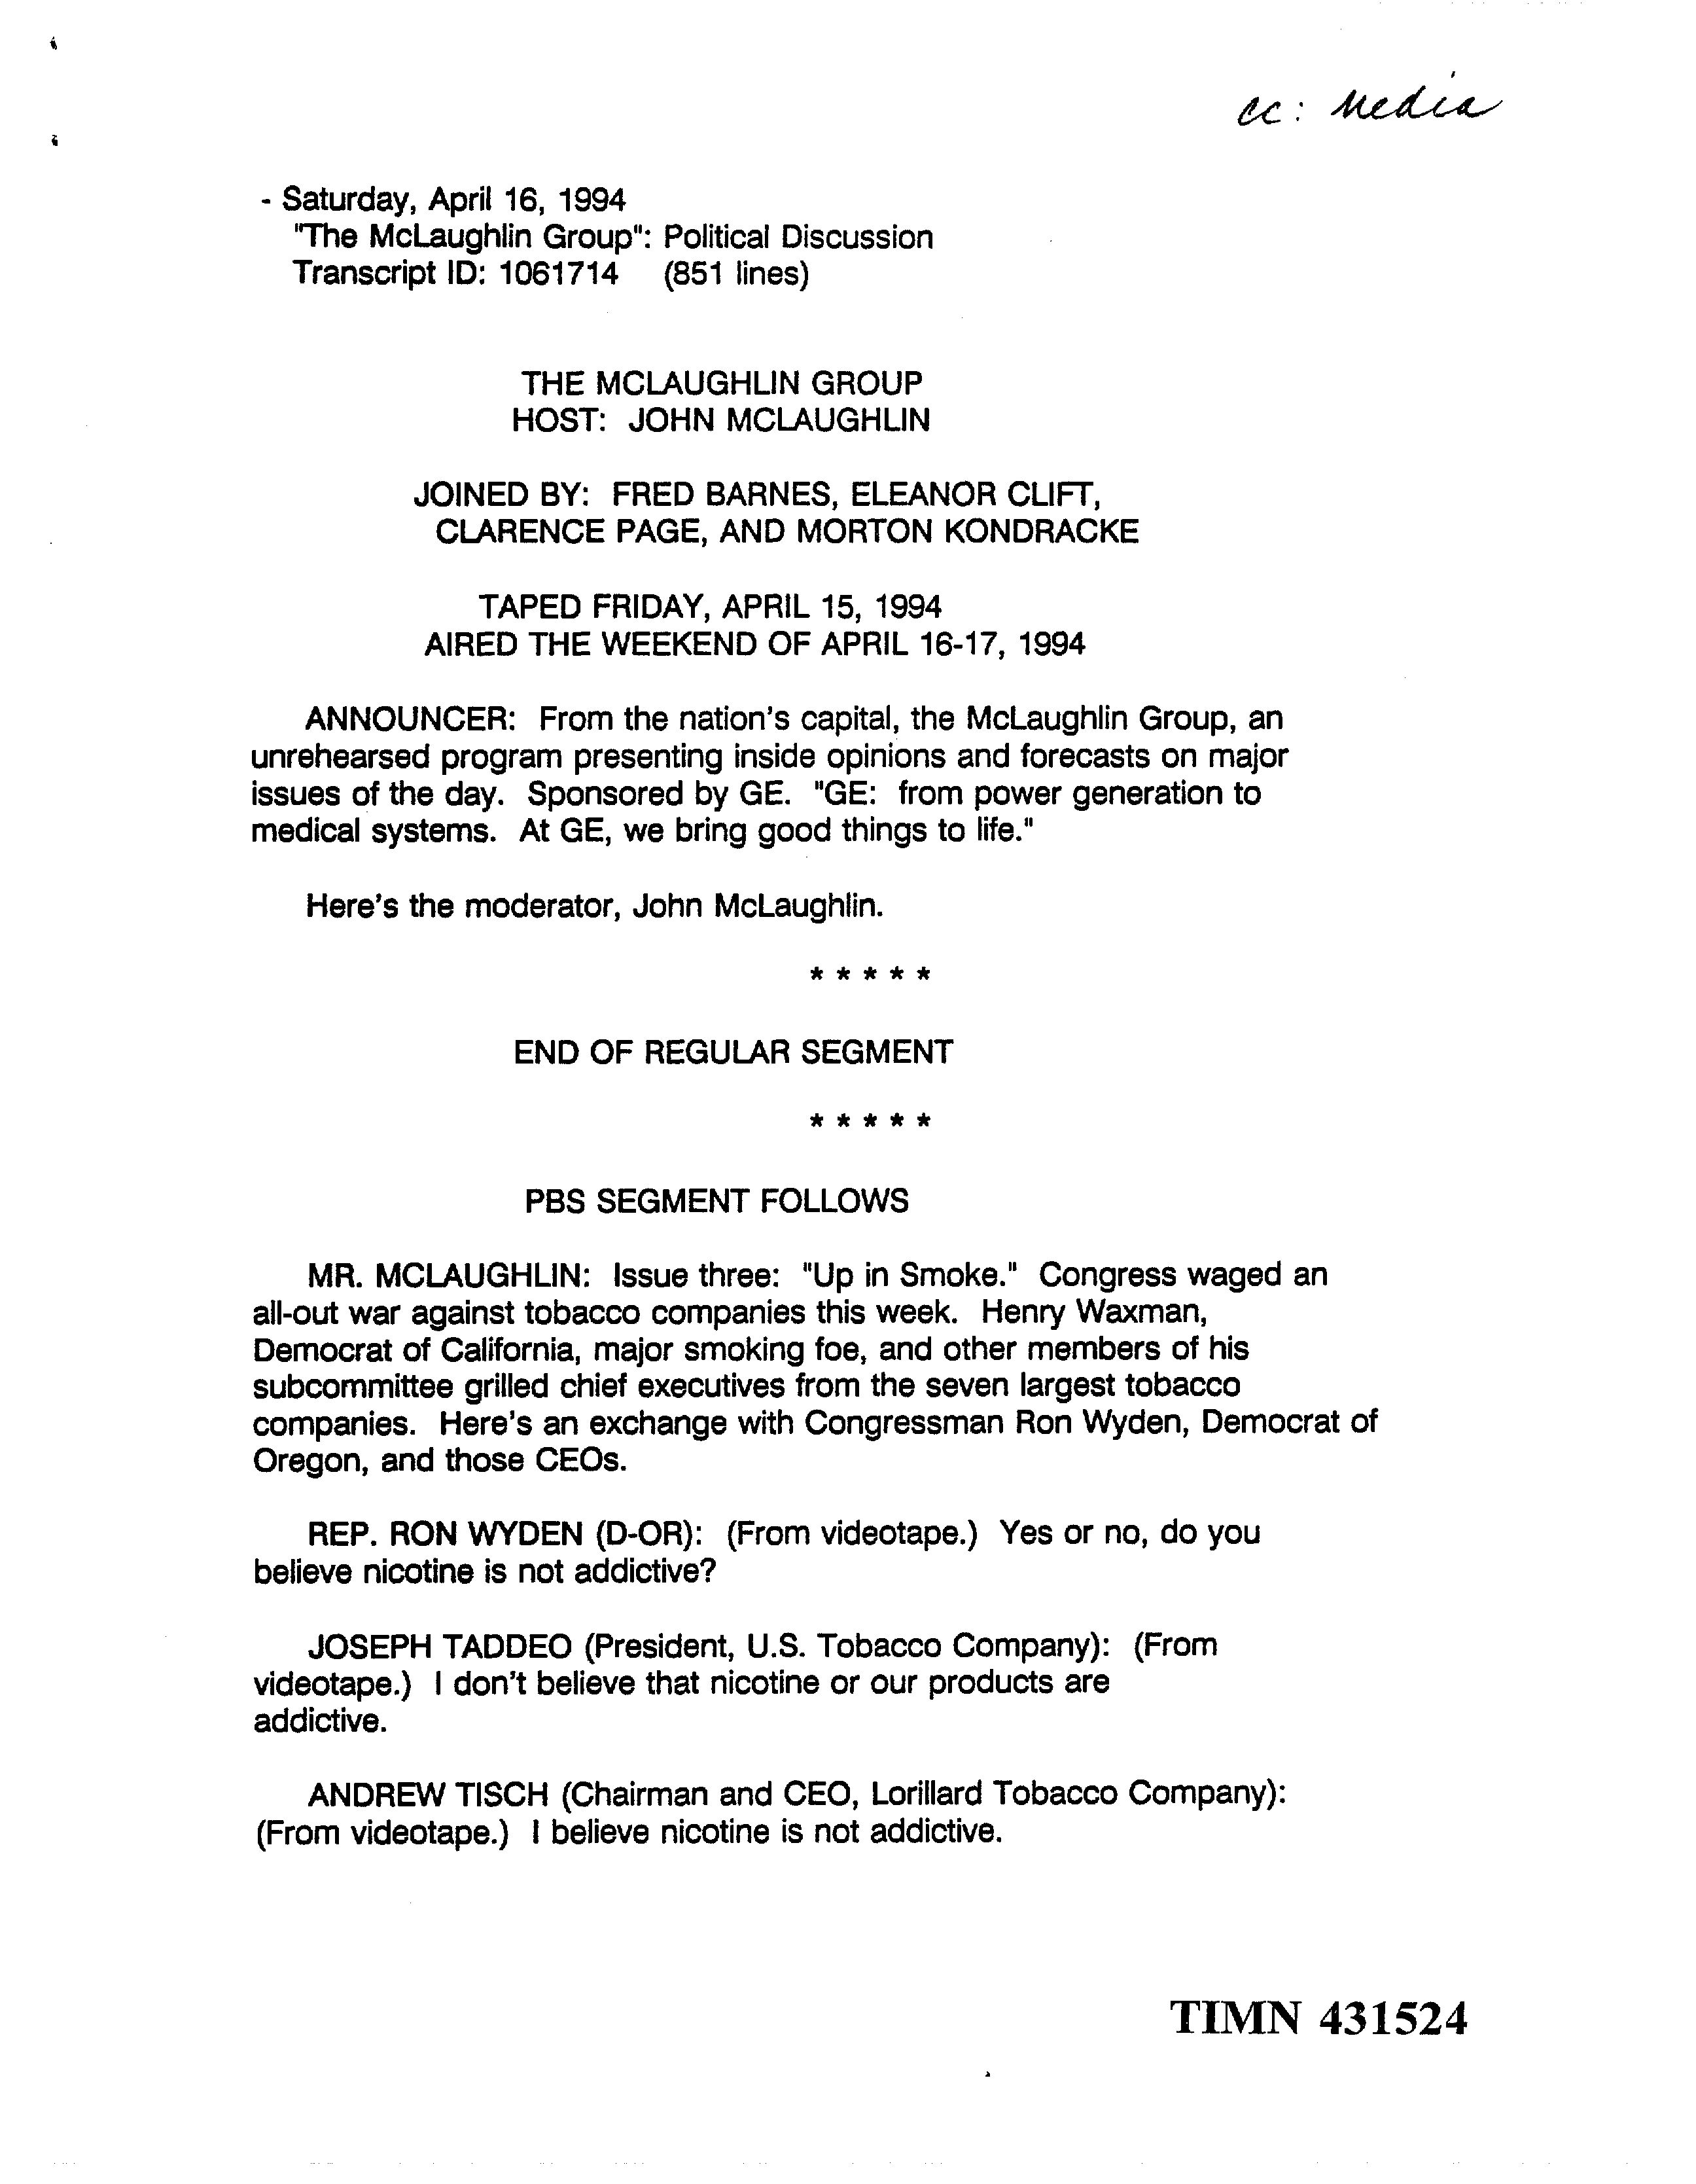 cc: Media
- Saturday, April 16, 1994
"The McLaughlin Group": Political Discussion
Transcript ID: 1061714 (851 lines)
THE MCLAUGHLIN GROUP
HOST: JOHN MCLAUGHLIN
JOINED BY: FRED BARNES, ELEANOR CLIFT,
CLARENCE PAGE, AND MORTON KONDRACKE
TAPED FRIDAY, APRIL 15, 1994
AIRED THE WEEKEND OF APRIL 16-17, 1994
ANNOUNCER: From the nation's capital, the McLaughlin Group, an
unrehearsed program presenting inside opinions and forecasts on major
issues of the day. Sponsored by GE. "GE: from power generation to
medical systems. At GE, we bring good things to life."
Here's the moderator, John McLaughlin.
* * * * *
END OF REGULAR SEGMENT
* * * * *
PBS SEGMENT FOLLOWS
MR. MCLAUGHLIN: Issue three: "Up in Smoke." Congress waged an
all-out war against tobacco companies this week. Henry Waxman,
Democrat of California, major smoking foe, and other members of his
subcommittee grilled chief executives from the seven largest tobacco
companies. Here's an exchange with Congressman Ron Wyden, Democrat of
Oregon, and those CEOs.
REP. RON WYDEN (D-OR): (From videotape.) Yes or no, do you
believe nicotine is not addictive?
JOSEPH TADDEO (President, U.S. Tobacco Company): (From
videotape.) I don't believe that nicotine or our products are
addictive.
ANDREW TISCH (Chairman and CEO, Lorillard Tobacco Company):
(From videotape.) I believe nicotine is not addictive.
TIMN 431524